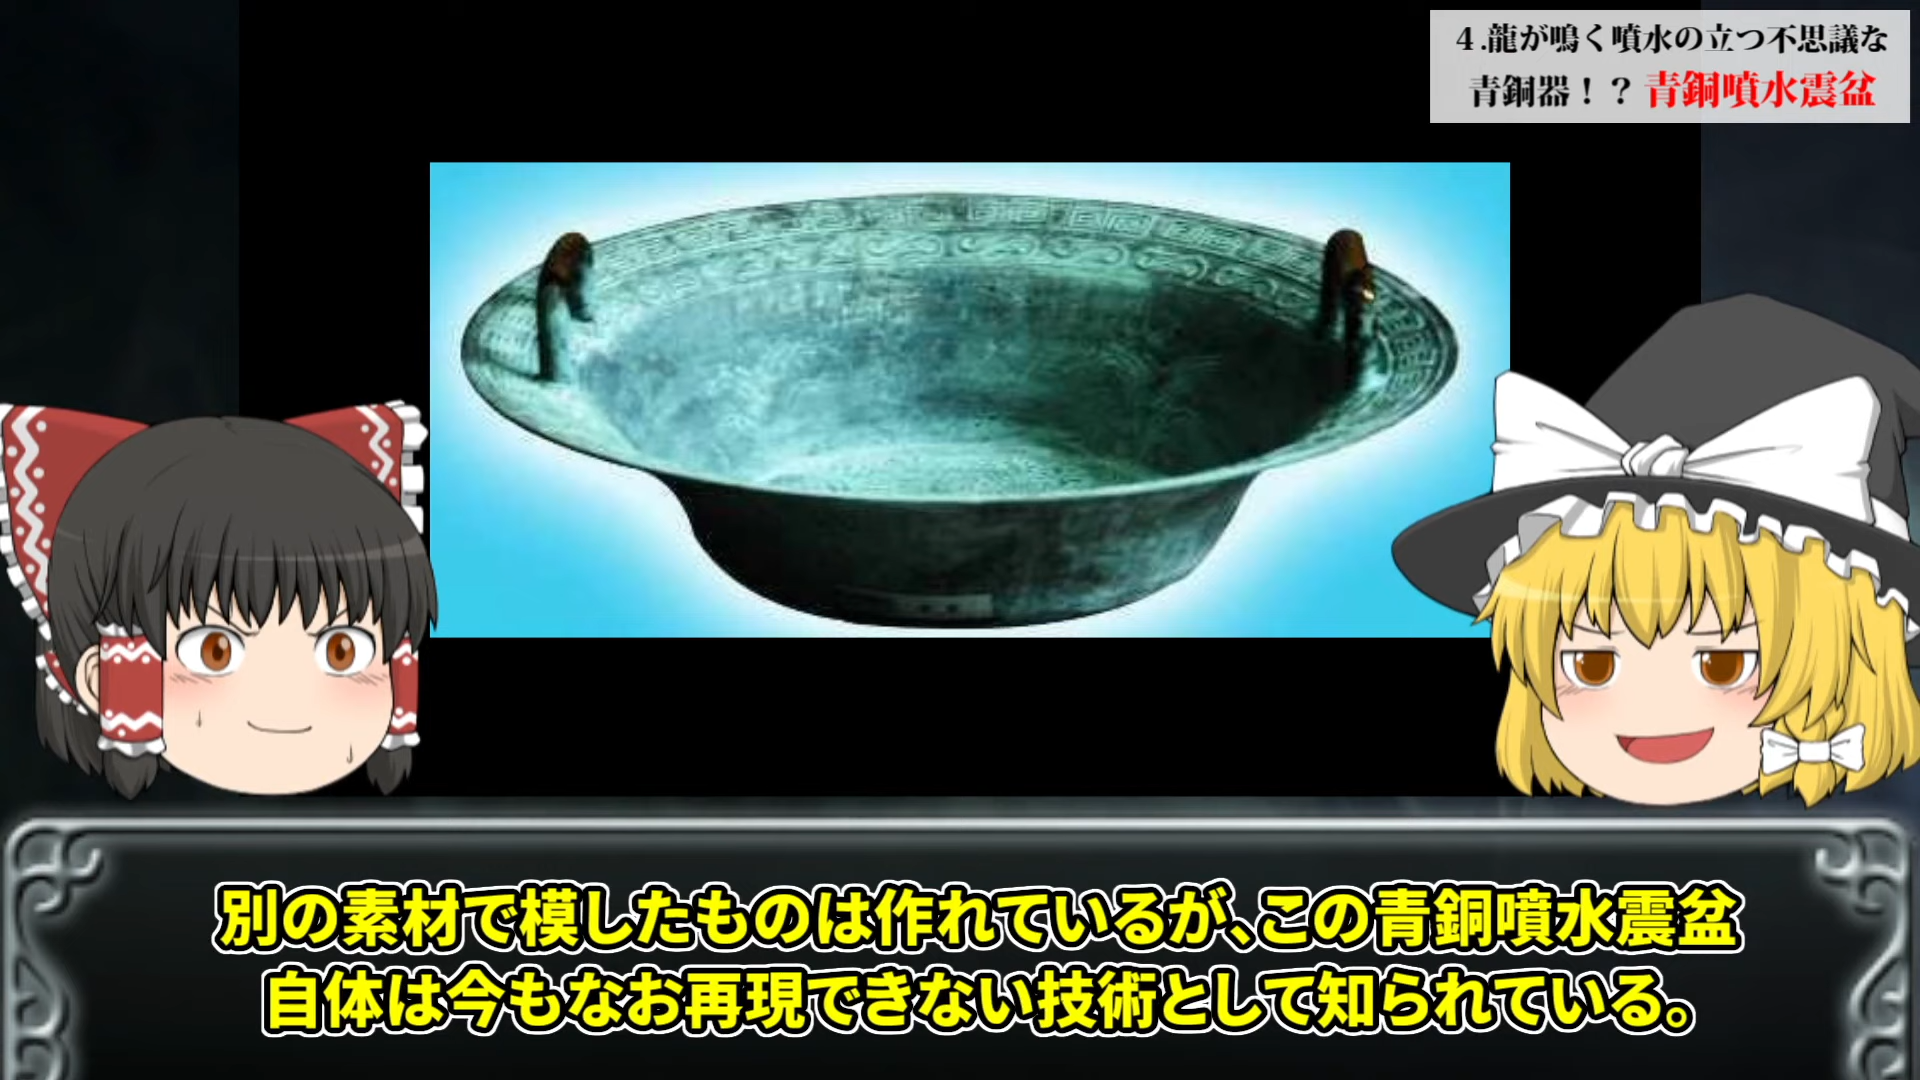 ４.龍が鳴く噴水の立つ不思議な
青銅器！？青銅噴水震盆
別の素材で模したものは作れているが、この青銅噴水震盆
自体は今もなお再現できない技術として知られている。